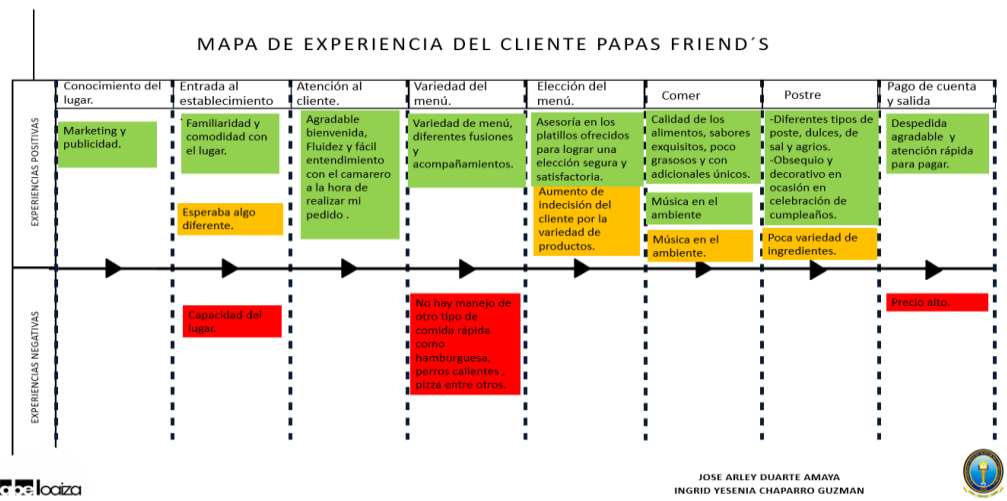 MAPA DE EXPERIENCIA DEL CLIENTE PAPAS FRIEND´S
Conocimiento del
lugar.
Entrada al
establecimiento
Atención al
cliente.
Variedad del
menú.
Elección del
menú.
Comer
Postre
Pago de cuenta
y salida
EXPERIENCIAS POSITIVAS
Marketing y
publicidad.
Familiaridad y
comodidad con
el lugar.
Esperaba algo
diferente.
Agradable
bienvenida,
Fluidez y fácil
entendimiento
con el camarero
a la hora de
realizar mi
pedido .
Variedad de menú,
diferentes fusiones
y
acompañamientos.
Asesoría en los
platillos ofrecidos
para lograr una
elección segura y
satisfactoria.
Aumento de
indecisión del
cliente por la
variedad de
productos.
Calidad de los
alimentos, sabores
exquisitos, poco
grasosos y con
adicionales únicos.
Música en el
ambiente
Música en el
ambiente.
-Diferentes tipos de
poste, dulces, de
sal y agrios.
-Obsequio y
decorativo en
ocasión en
celebración de
cumpleaños.
Poca variedad de
ingredientes.
Despedida
agradable y
atención rápida
para pagar.
EXPERIENCIAS NEGATIVAS
Capacidad del
lugar.
No hay manejo de
otro tipo de
comida rápida
como
hamburguesa,
perros calientes ,
pizza entre otros.
Precio alto.
abe loaiza
JOSE ARLEY DUARTE AMAYA
INGRID YESENIA CHAPARRO GUZMAN